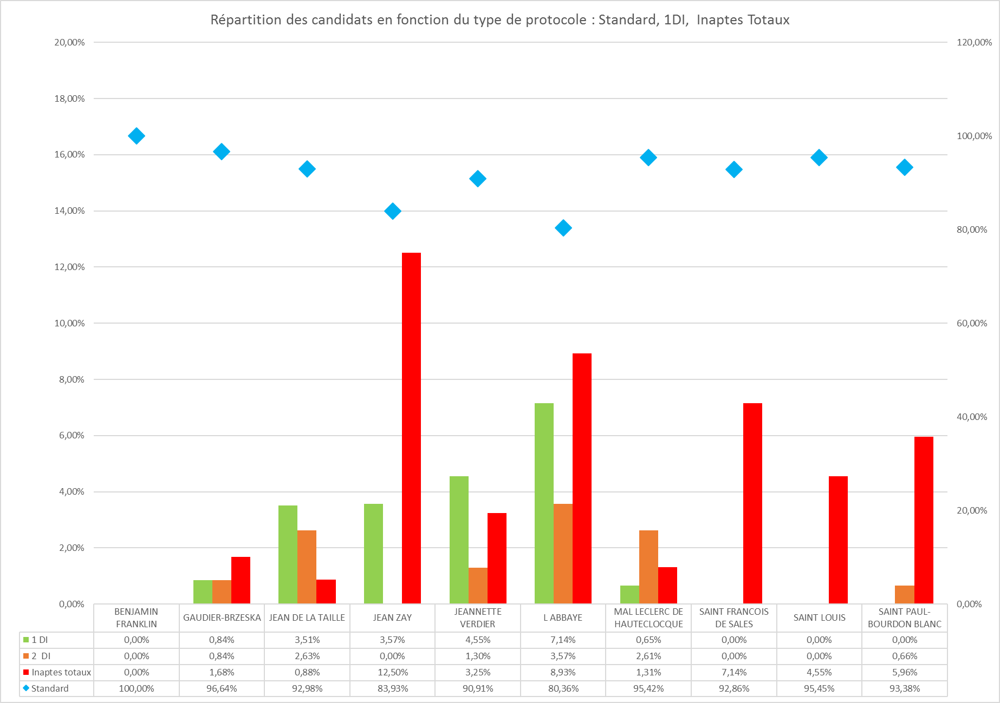 Répartition des candidats en fonction du type de protocole : Standard, 1DI,  Inaptes Totaux
20,00%
18,00%
16,00%
14,00%
12,00%
10,00%
8,00%
6,00%
4,00%
2,00%
0,00%
120,00%
100,00%
80,00%
60,00%
40,00%
20,00%
0,00%
BENJAMIN
FRANKLIN
GAUDIER-BRZESKA
JEAN DE LA TAILLE
JEAN ZAY
JEANNETTE
VERDIER
L ABBAYE
MAL LECLERC DE
HAUTECLOCQUE
SAINT FRANCOIS
DE SALES
SAINT LOUIS
SAINT PAUL-
BOURDON BLANC
1 DI 0,00% 0,84% 3,51% 3,57% 4,55% 7,14% 0,65% 0,00% 0,00% 0,00%
2  DI 0,00% 0,84% 2,63% 0,00% 1,30% 3,57% 2,61% 0,00% 0,00% 0,66%
Inaptes totaux 0,00% 1,68% 0,88% 12,50% 3,25% 8,93% 1,31% 7,14% 4,55% 5,96%
Standard 100,00% 96,64% 92,98% 83,93% 90,91% 80,36% 95,42% 92,86% 95,45% 93,38%